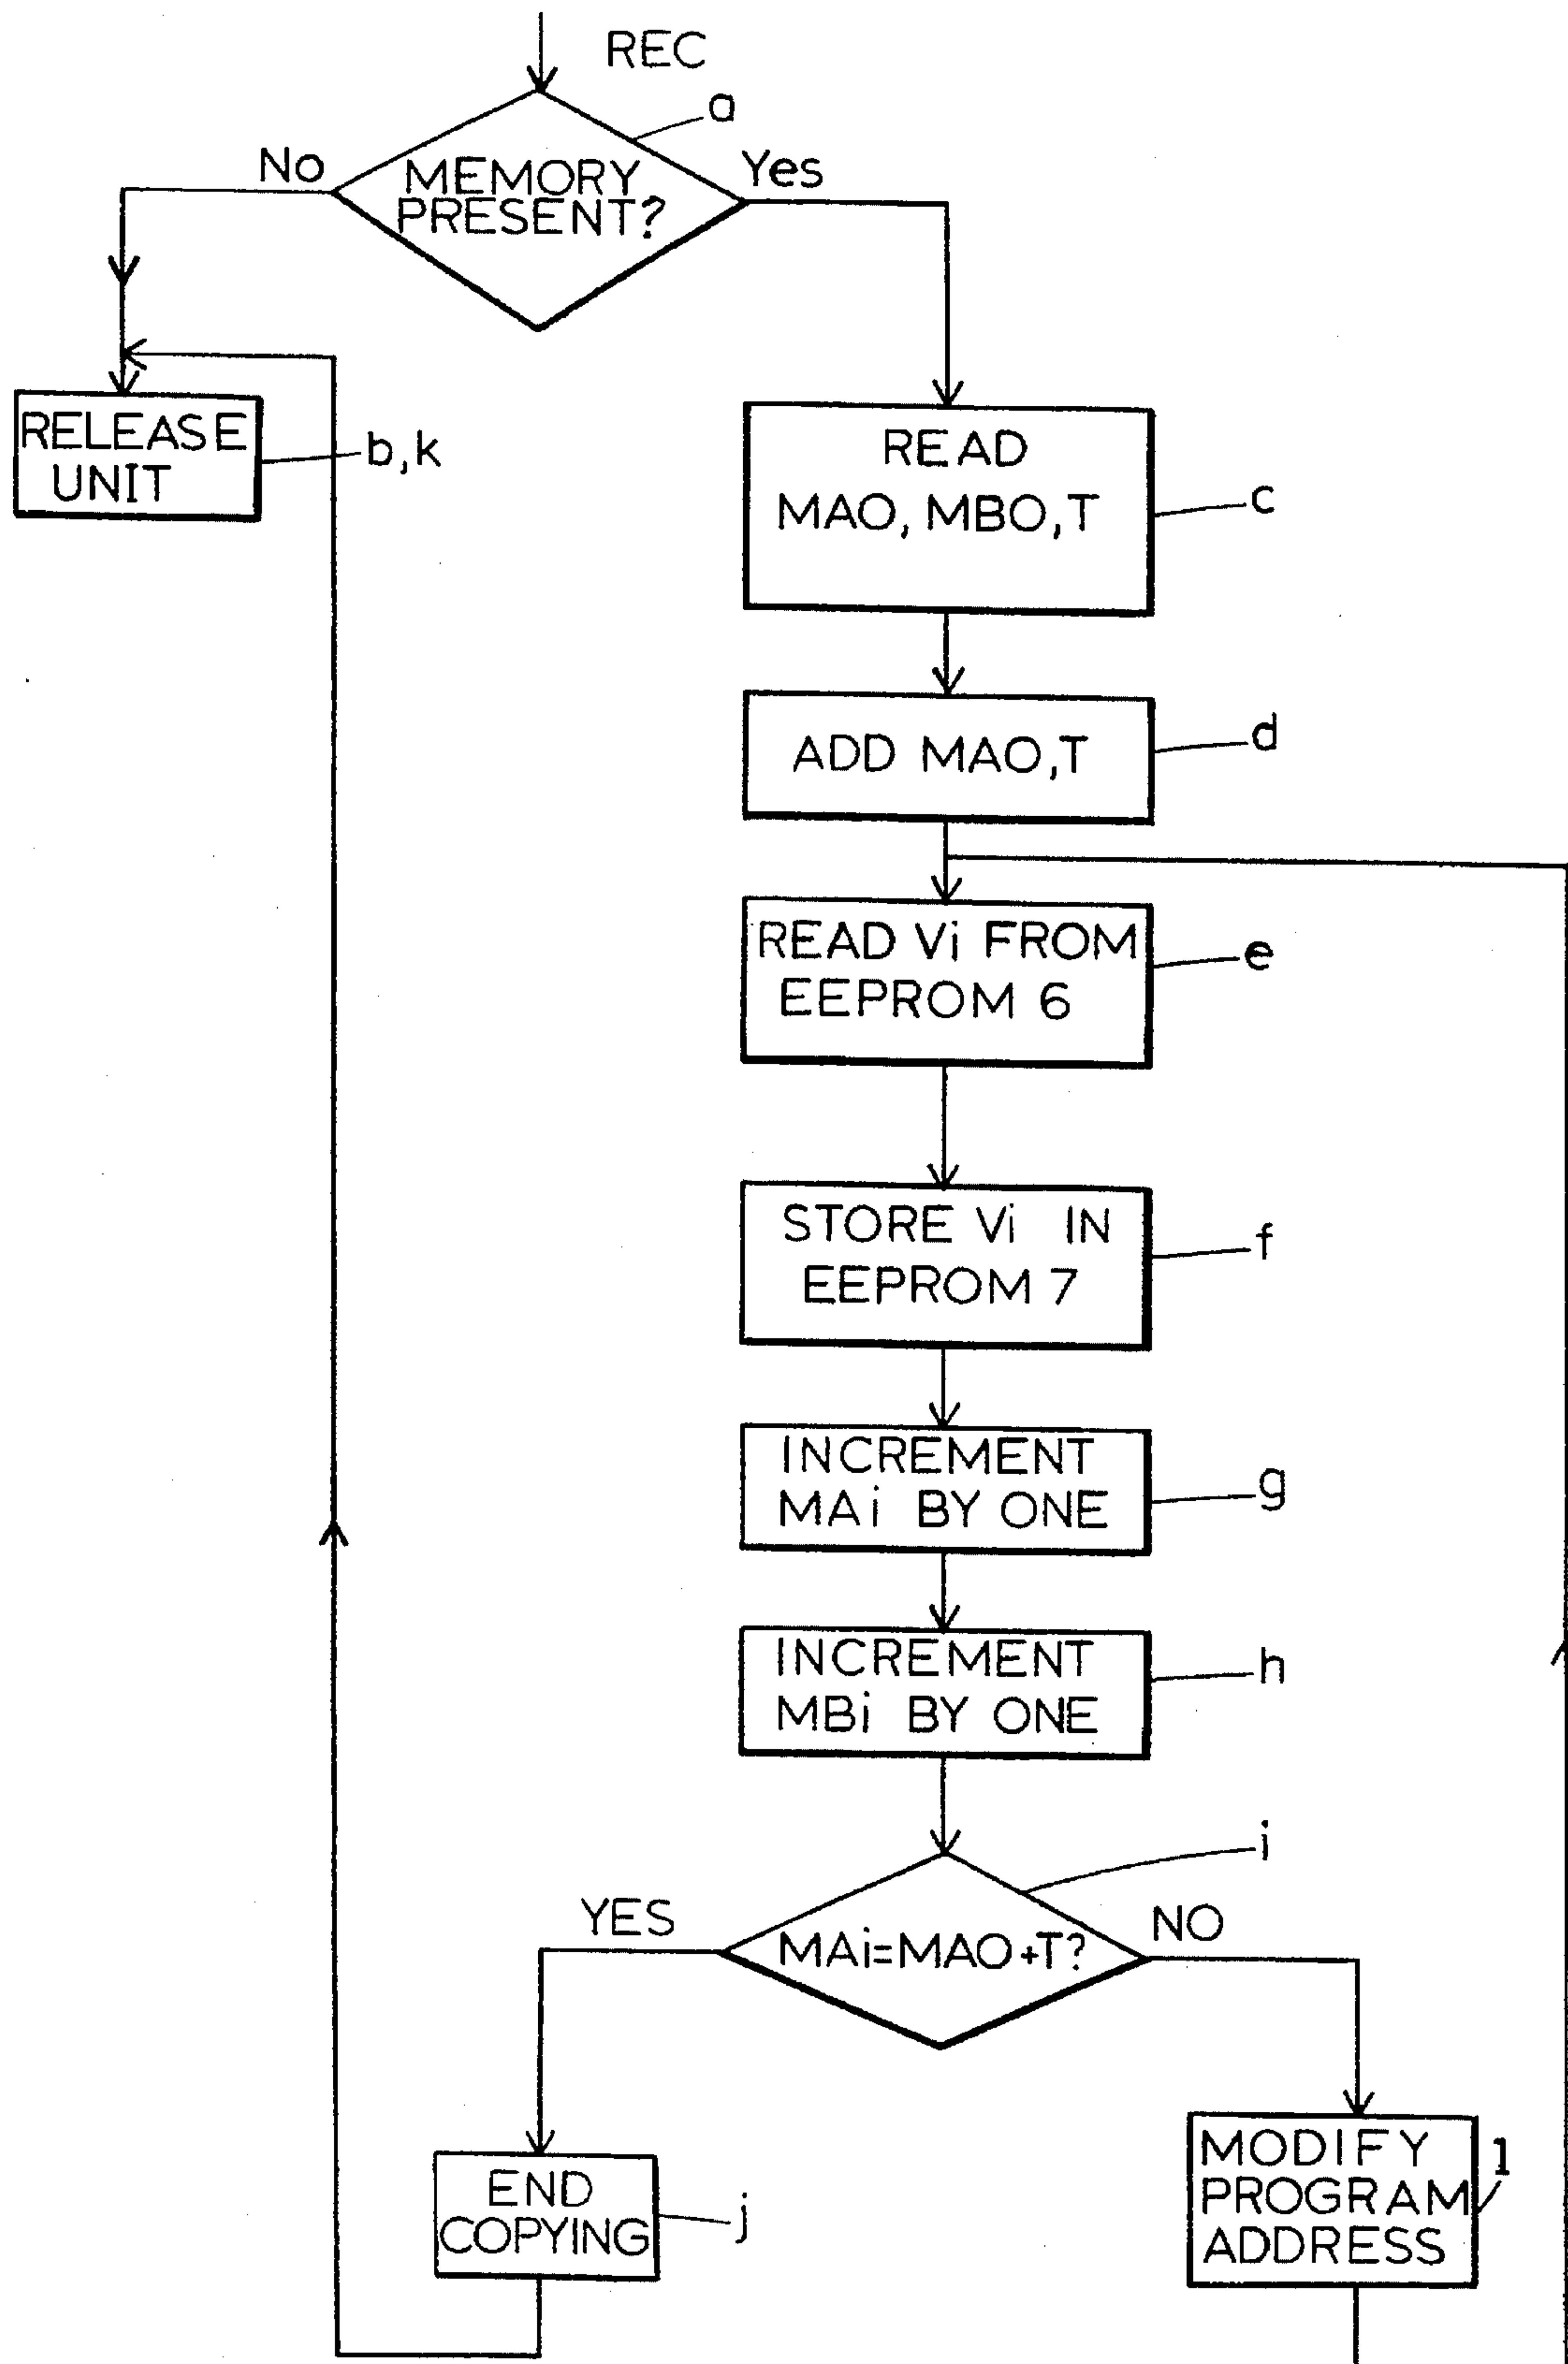 REC
a
No
MEMORY
PRESENT?
Yes
RELEASE
UNIT
b,k
READ
MAO, MBO,T
c
ADD MAO,T
d
READ Vi FROM
EEPROM 6
e
STORE Vi IN
EEPROM 7
f
INCREMENT
MAi BY ONE
g
INCREMENT
MBi BY ONE
h
i
YES
MAi=MAO+T?
NO
END
COPYING
j
MODIFY
PROGRAM
ADDRESS
l